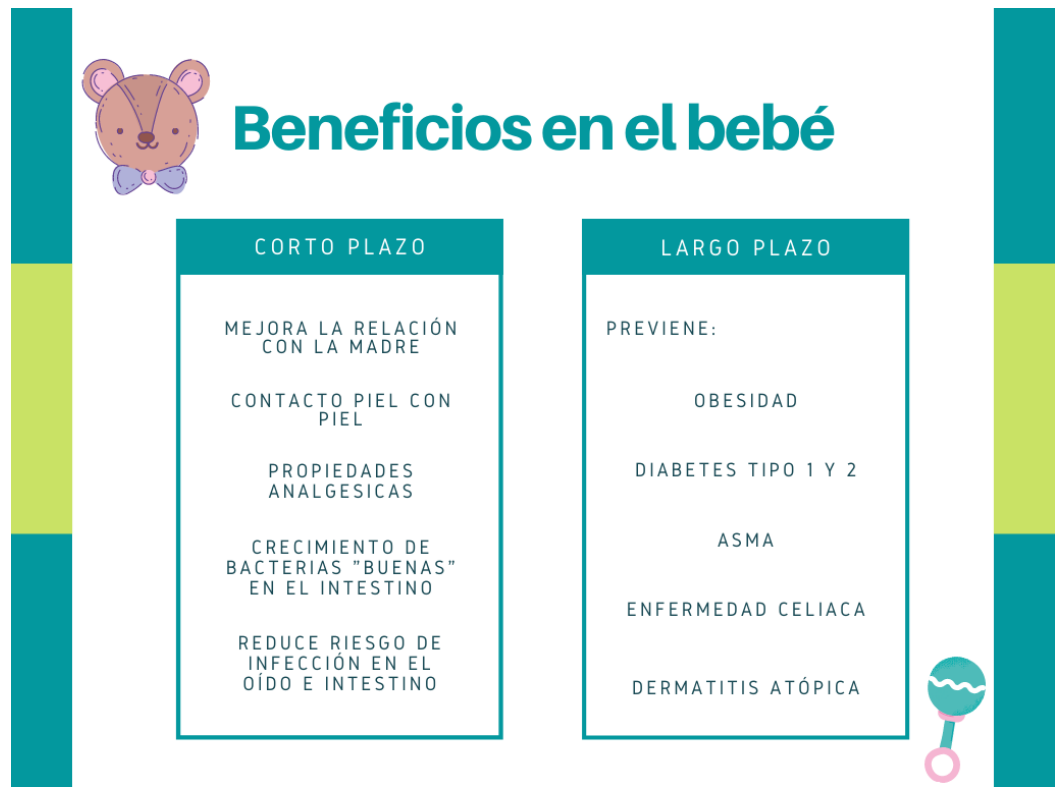 Beneficios en el bebé
CORTO PLAZO
MEJORA LA RELACIÓN
CON LA MADRE
CONTACTO PIEL CON
PIEL
PROPIEDADES
ANALGESICAS
CRECIMIENTO DE
BACTERIAS "BUENAS"
EN EL INTESTINO
REDUCE RIESGO DE
INFECCIÓN EN EL
OÍDO E INTESTINO
LARGO PLAZO
PREVIENE:
OBESIDAD
DIABETES TIPO 1 Y 2
ASMA
ENFERMEDAD CELIACA
DERMATITIS ATÓPICA